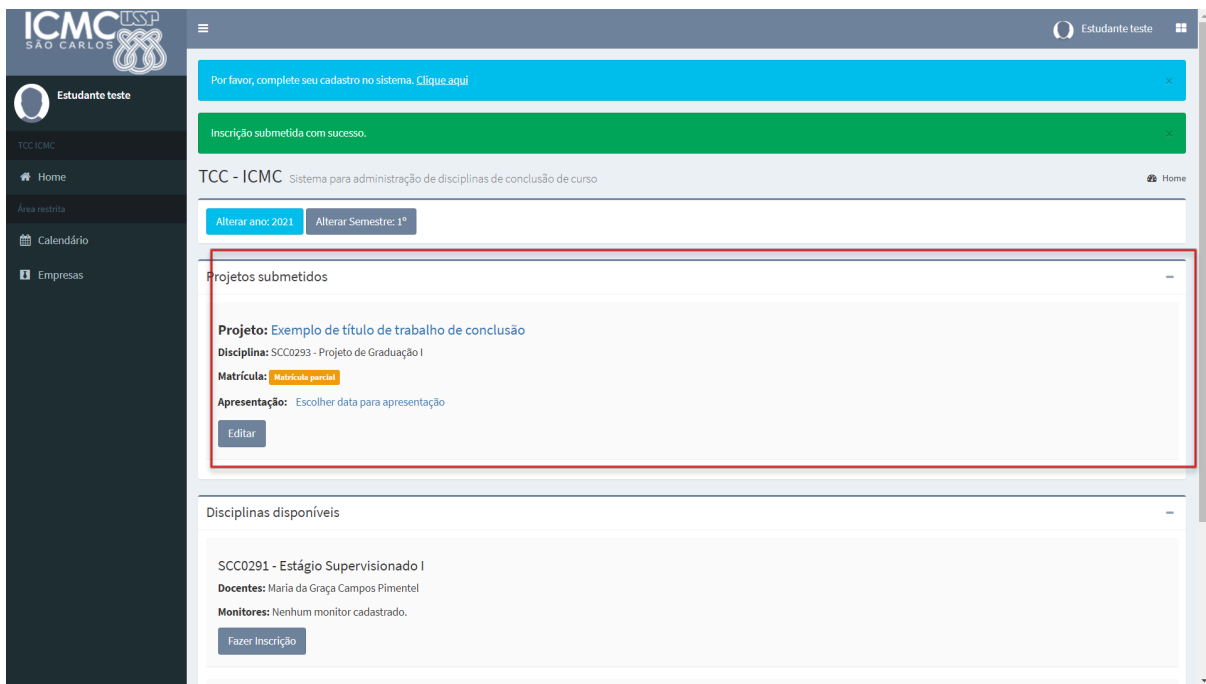 ICMC USP
SÃO CARLOS
Estudante teste
Estudante teste
TCC ICMC
Home
Área restrita
Calendário
Empresas
Por favor, complete seu cadastro no sistema. Clique aqui ×
Inscrição submetida com sucesso. ×
TCC - ICMC Sistema para administração de disciplinas de conclusão de curso
Home
Alterar ano: 2021 Alterar Semestre: 1º
Projetos submetidos
Projeto: Exemplo de título de trabalho de conclusão
Disciplina: SCC0293 - Projeto de Graduação I
Matrícula: Matrícula parcial
Apresentação: Escolher data para apresentação
Editar
Disciplinas disponíveis
SCC0291 - Estágio Supervisionado I
Docentes: Maria da Graça Campos Pimentel
Monitores: Nenhum monitor cadastrado.
Fazer Inscrição